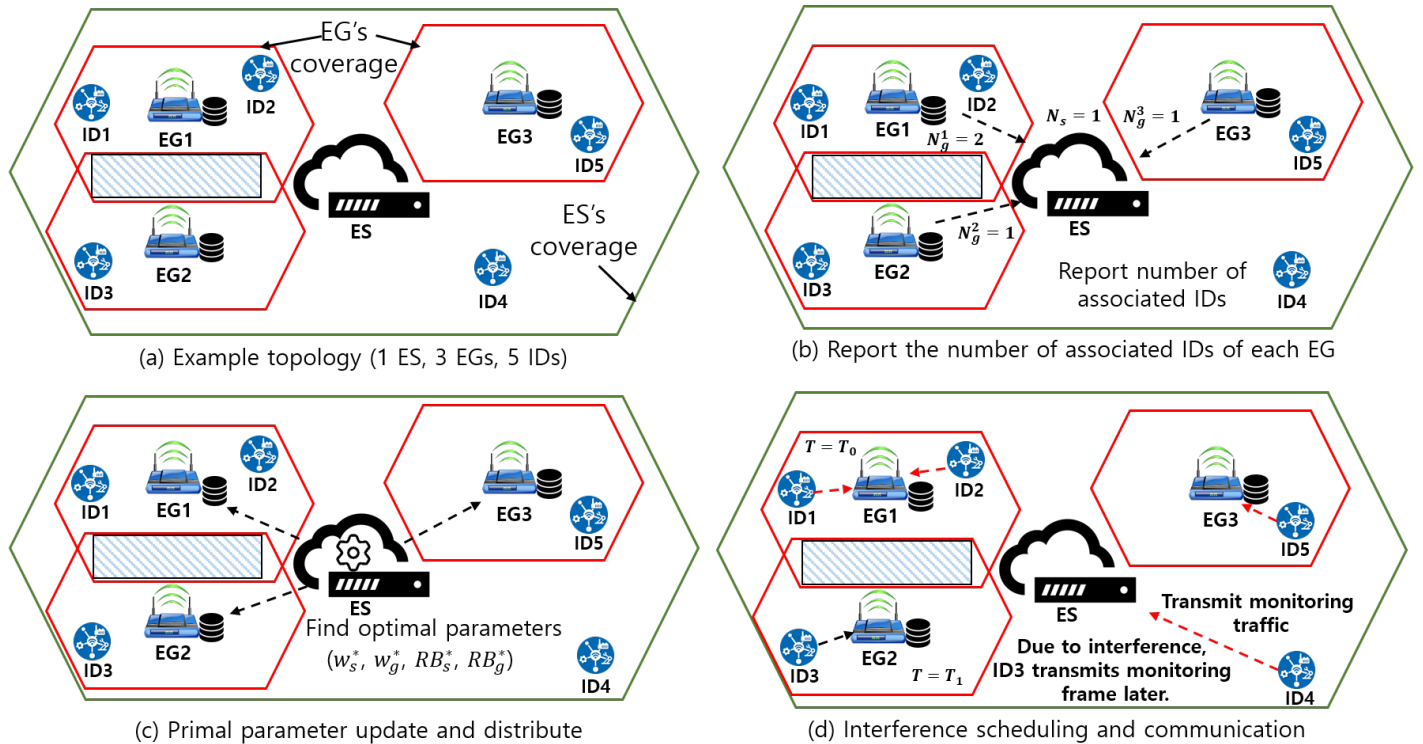 EG's
coverage
ID1
EG1
ID2
EG3
ID5
EG2
ID3
ES
ES's
coverage
ID4
(a) Example topology (1 ES, 3 EGs, 5 IDs)
ID1
EG1
ID2
N_s = 1
N_g^3 = 1
EG3
N_g^1 = 2
ID5
EG2
N_g^2 = 1
ES
ID3
Report number of
associated IDs
ID4
(b) Report the number of associated IDs of each EG
ID1
EG1
ID2
EG3
ID5
EG2
ID3
ES
Find optimal parameters
(w_s^*, w_g^*, RB_s^*, RB_g^*)
ID4
(c) Primal parameter update and distribute
T = T_0
ID1
EG1
ID2
EG3
ID5
ES
EG2
ID3
T = T_1
Transmit monitoring
traffic
Due to interference,
ID3 transmits monitoring
frame later.
ID4
(d) Interference scheduling and communication